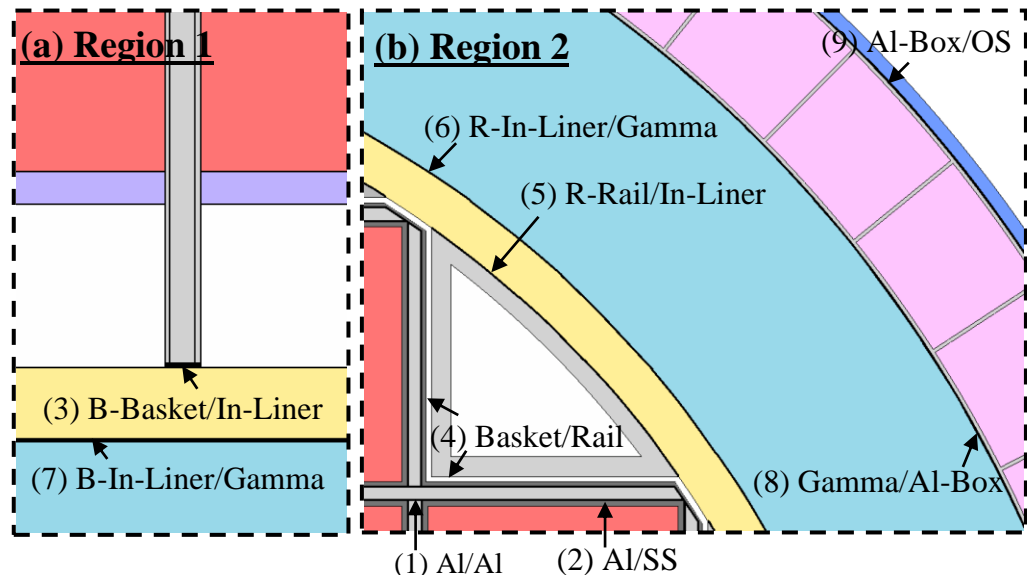 (a) Region 1
(b) Region 2
(9) Al-Box/OS
(6) R-In-Liner/Gamma
(5) R-Rail/In-Liner
(3) B-Basket/In-Liner
(4) Basket/Rail
(7) B-In-Liner/Gamma
(8) Gamma/Al-Box
(1) Al/Al
(2) Al/SS